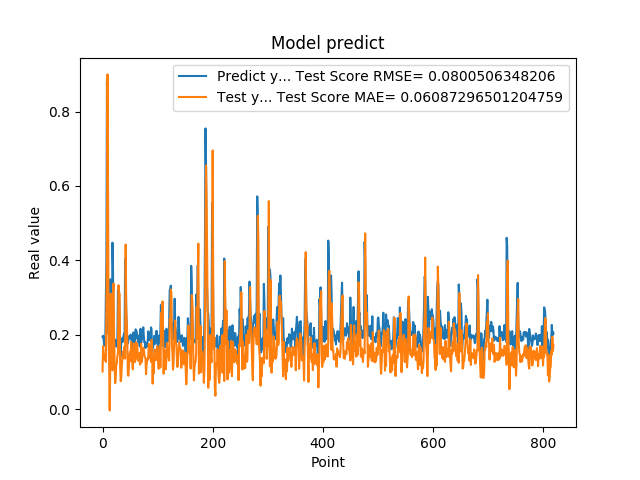 Model predict
Predict y... Test Score RMSE= 0.0800506348206
Test y... Test Score MAE= 0.06087296501204759
Real value
0.8
0.6
0.4
0.2
0.0
0 200 400 600 800
Point